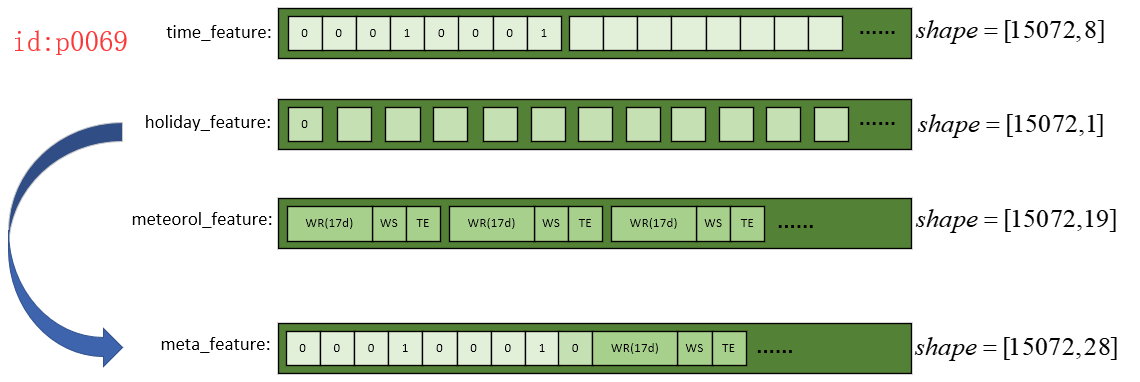 id:p0069
time_feature: 0 0 0 1 0 0 0 1 …… shape = [15072,8]
holiday_feature: 0 …… shape = [15072,1]
meteorol_feature: WR(17d) WS TE WR(17d) WS TE WR(17d) WS TE …… shape = [15072,19]
meta_feature: 0 0 0 1 0 0 0 1 0 WR(17d) WS TE …… shape = [15072,28]